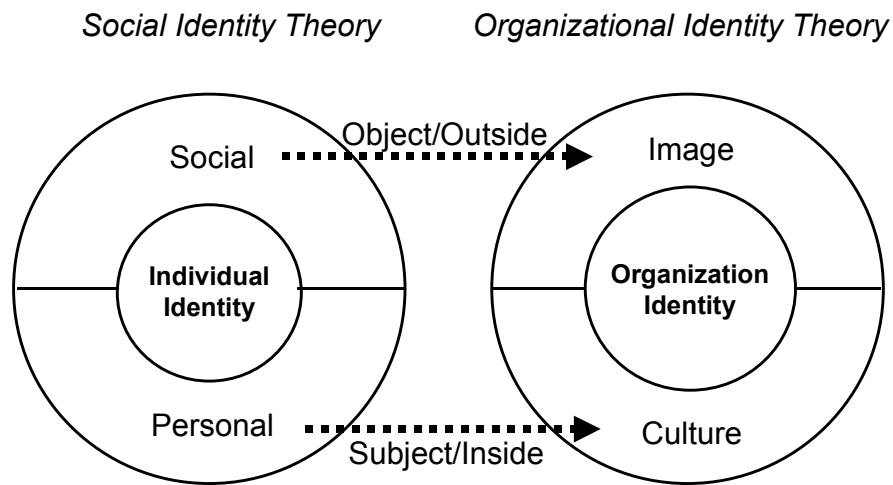 Social Identity Theory
Organizational Identity Theory
Object/Outside
Social
Image
Individual
Identity
Organization
Identity
Personal
Culture
Subject/Inside